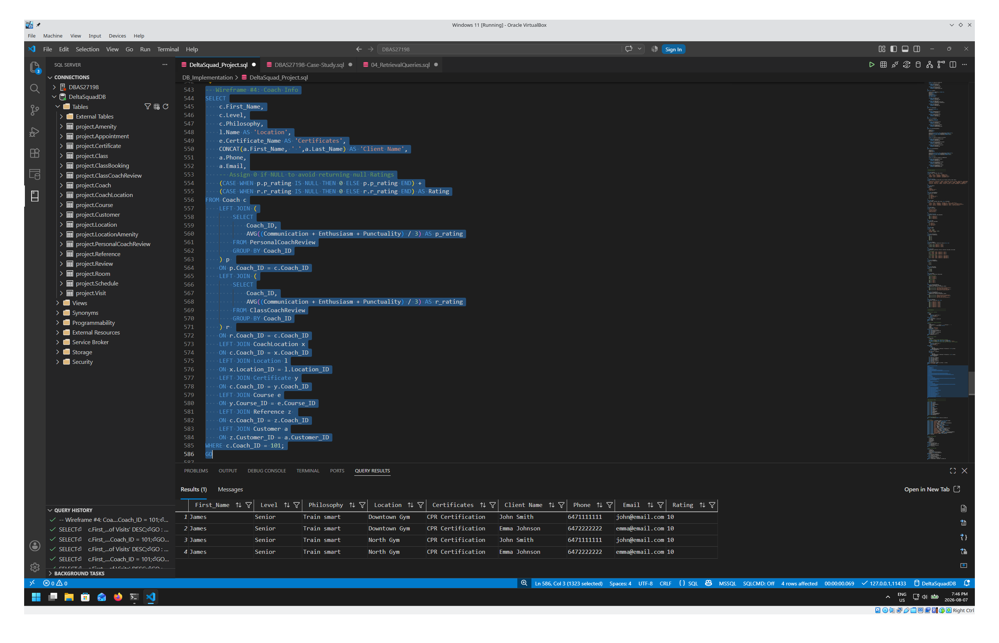 Windows 11 [Running] - Oracle VirtualBox
File Machine View Input Devices Help
File Edit Selection View Go Run Terminal Help
DBAS27198
Sign In
SQL SERVER
DeltaSquad_Project.sql
DBAS27198-Case-Study.sql
04_RetrievalQueries.sql
DB_Implementation > DeltaSquad_Project.sql
3
CONNECTIONS
DBAS27198
DeltaSquadDB
Tables
External Tables
project.Amenity
project.Appointment
project.Certificate
project.Class
project.ClassBooking
project.ClassCoachReview
project.Coach
project.CoachLocation
project.Course
project.Customer
project.Location
project.LocationAmenity
project.PersonalCoachReview
project.Reference
project.Review
project.Room
project.Schedule
project.Visit
Views
Synonyms
Programmability
External Resources
Service Broker
Storage
Security
QUERY HISTORY
-- Wireframe #4: Coa....Coach_ID = 101;⏎...
SELECT⏎ c.First_...of Visits' DESC;⏎GO : ...
SELECT⏎ c.First_....Coach_ID = 101;⏎GO...
SELECT⏎ c.First_...of Visits' DESC;⏎GO : ...
SELECT⏎ c.First_....Coach_ID = 101;⏎GO...
BACKGROUND TASKS
543 -- Wireframe #4: Coach Info
544 SELECT
545 c.First_Name,
546 c.Level,
547 c.Philosophy,
548 l.Name AS 'Location',
549 e.Certificate_Name AS 'Certificates',
550 CONCAT(a.First_Name, ' ',a.Last_Name) AS 'Client Name',
551 a.Phone,
552 a.Email,
553 -- Assign 0 if NULL to avoid returning null Ratings
554 (CASE WHEN p.p_rating IS NULL THEN 0 ELSE p.p_rating END) +
555 (CASE WHEN r.r_rating IS NULL THEN 0 ELSE r.r_rating END) AS Rating
556 FROM Coach c
557 LEFT JOIN (
558 SELECT
559 Coach_ID,
560 AVG((Communication + Enthusiasm + Punctuality) / 3) AS p_rating
561 FROM PersonalCoachReview
562 GROUP BY Coach_ID
563 ) p
564 ON p.Coach_ID = c.Coach_ID
565 LEFT JOIN (
566 SELECT
567 Coach_ID,
568 AVG((Communication + Enthusiasm + Punctuality) / 3) AS r_rating
569 FROM ClassCoachReview
570 GROUP BY Coach_ID
571 ) r
572 ON r.Coach_ID = c.Coach_ID
573 LEFT JOIN CoachLocation x
574 ON c.Coach_ID = x.Coach_ID
575 LEFT JOIN Location l
576 ON x.Location_ID = l.Location_ID
577 LEFT JOIN Certificate y
578 ON c.Coach_ID = y.Coach_ID
579 LEFT JOIN Course e
580 ON y.Course_ID = e.Course_ID
581 LEFT JOIN Reference z
582 ON c.Coach_ID = z.Coach_ID
583 LEFT JOIN Customer a
584 ON z.Customer_ID = a.Customer_ID
585 WHERE c.Coach_ID = 101;
586 GO
587
PROBLEMS OUTPUT DEBUG CONSOLE TERMINAL PORTS QUERY RESULTS
Results (1) Messages
Open in New Tab
First_Name Level Philosophy Location Certificates Client Name Phone Email Rating
1 James Senior Train smart Downtown Gym CPR Certification John Smith 6471111111 john@email.com 10
2 James Senior Train smart Downtown Gym CPR Certification Emma Johnson 6472222222 emma@email.com 10
3 James Senior Train smart North Gym CPR Certification John Smith 6471111111 john@email.com 10
4 James Senior Train smart North Gym CPR Certification Emma Johnson 6472222222 emma@email.com 10
0 0
Ln 586, Col 3 (1323 selected) Spaces: 4 UTF-8 CRLF {} SQL MSSQL SQLCMD: Off 4 rows affected 00:00:00.069 127.0.0.1,11433 DeltaSquadDB
ENG
US
7:46 PM
2026-08-07
Right Ctrl